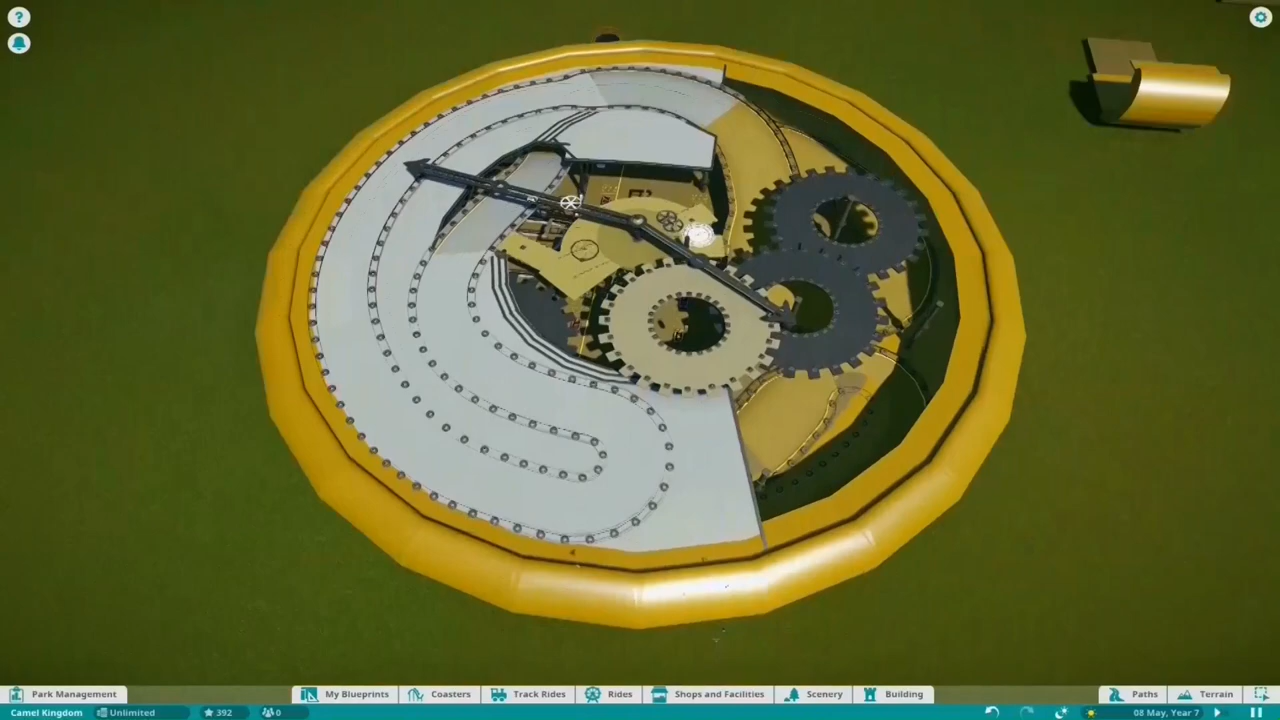 ?
Park Management
My Blueprints
Coasters
Track Rides
Rides
Shops and Facilities
Scenery
Building
Paths
Terrain
Camel Kingdom
Unlimited
392
0
08 May, Year 7